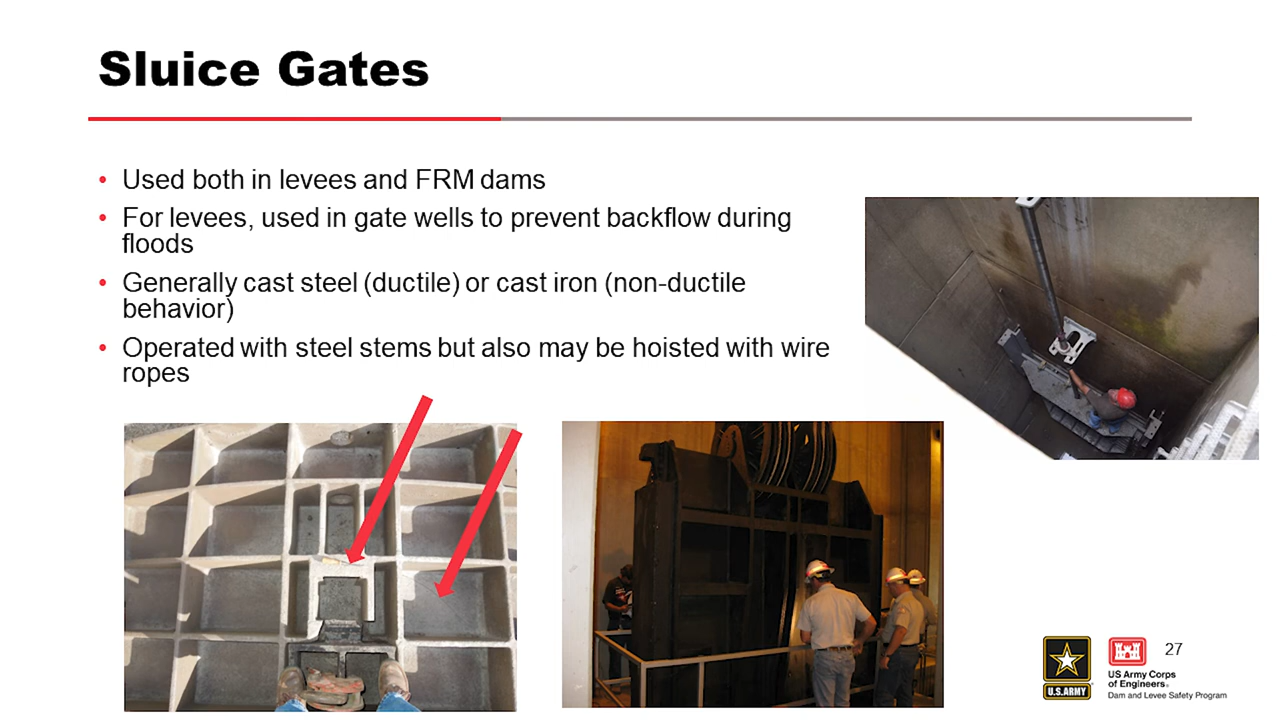 Sluice Gates
• Used both in levees and FRM dams
• For levees, used in gate wells to prevent backflow during
floods
• Generally cast steel (ductile) or cast iron (non-ductile
behavior)
• Operated with steel stems but also may be hoisted with wire
ropes
27
U.S.ARMY
US Army Corps
of Engineers®
Dam and Levee Safety Program